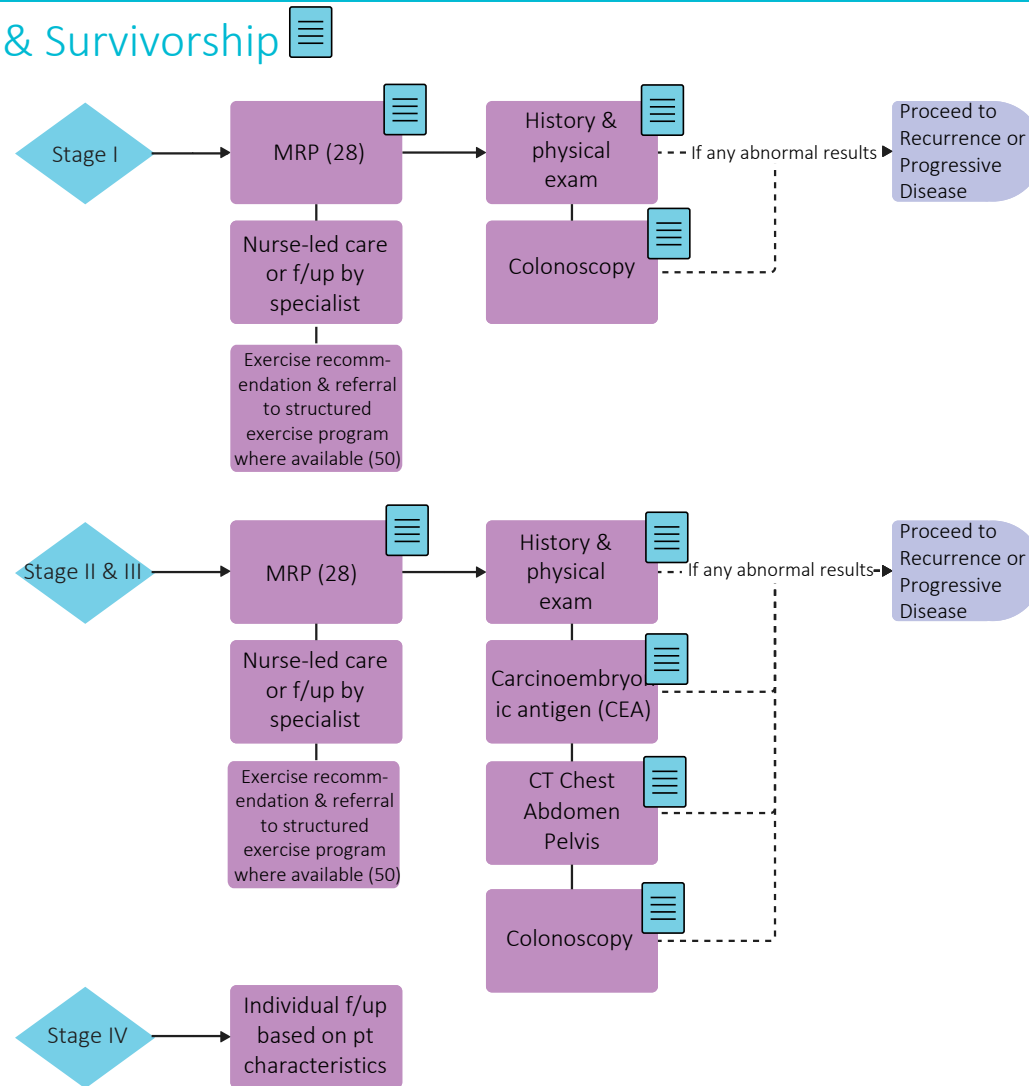 & Survivorship
Stage I
MRP (28)
Nurse-led care
or f/up by
specialist
Exercise recomm-
endation & referral
to structured
exercise program
where available (50)
History &
physical
exam
Colonoscopy
If any abnormal results
Proceed to
Recurrence or
Progressive
Disease
Stage II & III
MRP (28)
Nurse-led care
or f/up by
specialist
Exercise recomm-
endation & referral
to structured
exercise program
where available (50)
History &
physical
exam
Carcinoembryon
ic antigen (CEA)
CT Chest
Abdomen
Pelvis
Colonoscopy
If any abnormal results
Proceed to
Recurrence or
Progressive
Disease
Stage IV
Individual f/up
based on pt
characteristics